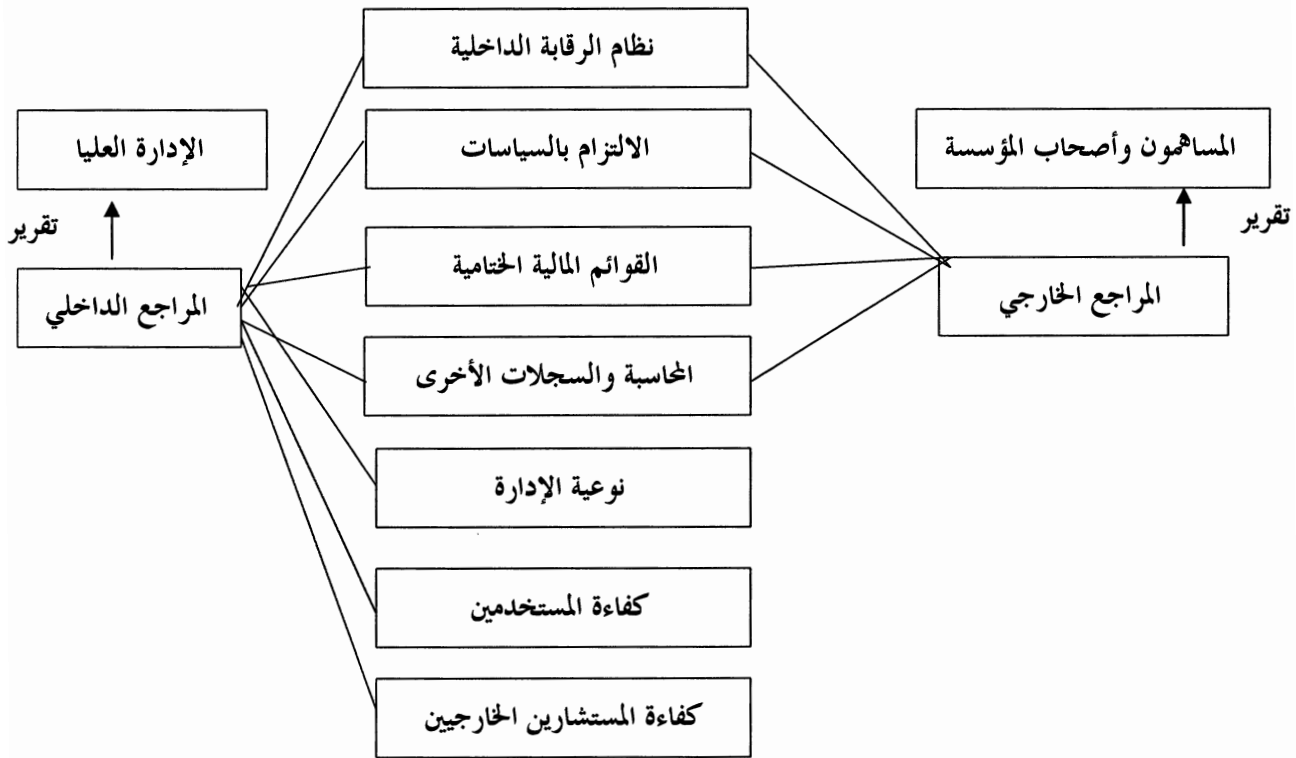 نظام الرقابة الداخلية
المساهمون وأصحاب المؤسسة
الالتزام بالسياسات
الإدارة العليا
تقرير
تقرير
المراجع الخارجي
القوائم المالية الختامية
المراجع الداخلي
المحاسبة والسجلات الأخرى
نوعية الإدارة
كفاءة المستخدمين
كفاءة المستشارين الخارجيين